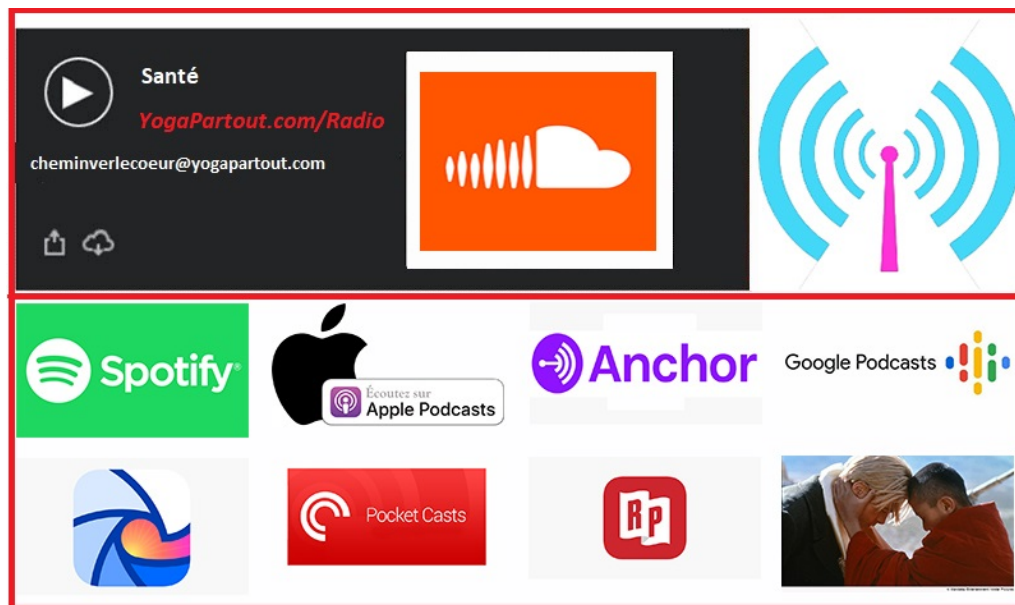 Santé
YogaPartout.com/Radio
cheminverlecoeur@yogapartout.com
Spotify®
Écoutez sur
Apple Podcasts
Anchor
Google Podcasts
Pocket Casts
RP